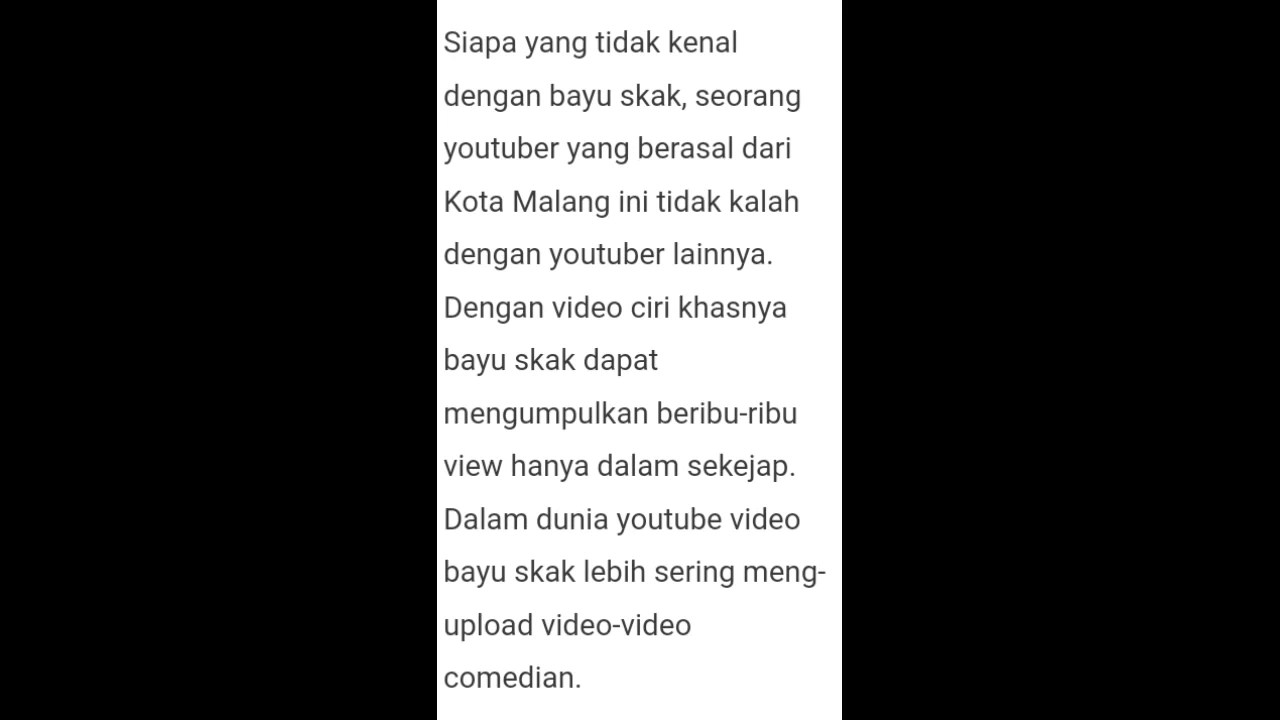 Siapa yang tidak kenal
dengan bayu skak, seorang
youtuber yang berasal dari
Kota Malang ini tidak kalah
dengan youtuber lainnya.
Dengan video ciri khasnya
bayu skak dapat
mengumpulkan beribu-ribu
view hanya dalam sekejap.
Dalam dunia youtube video
bayu skak lebih sering meng-
upload video-video
comedian.